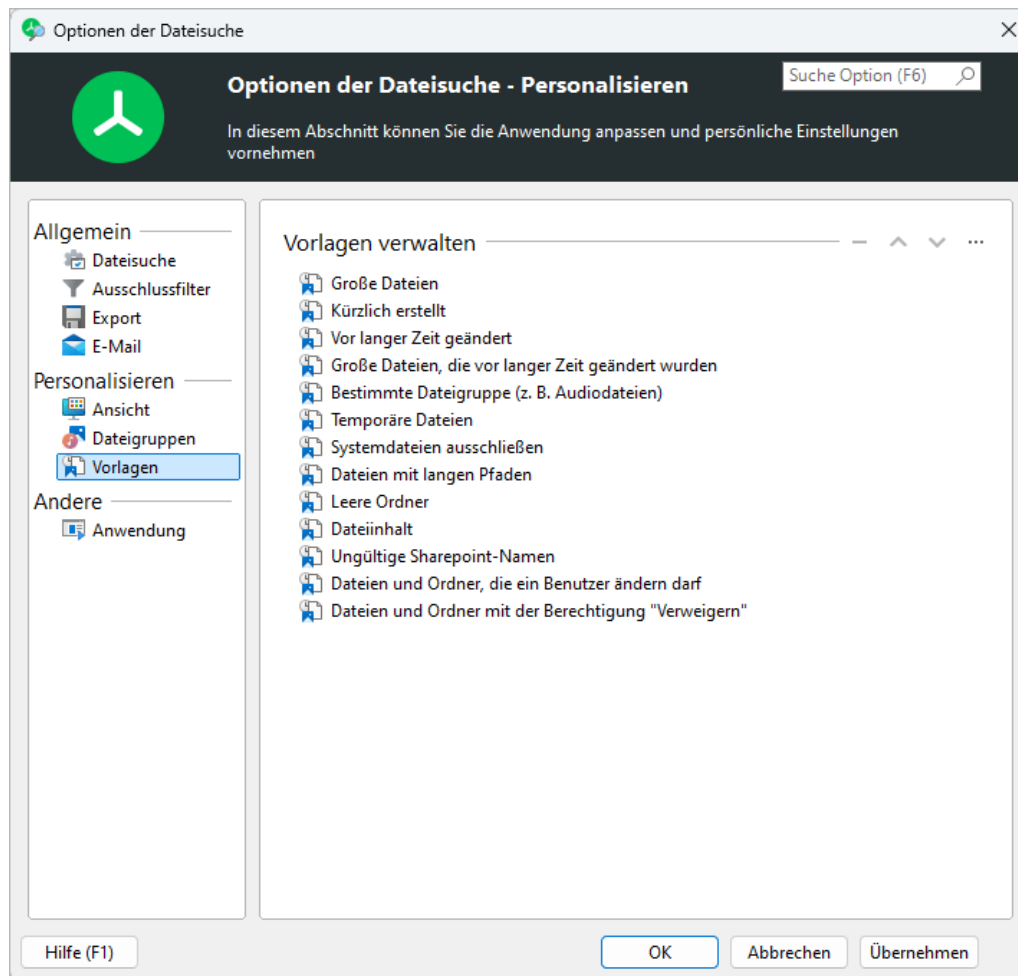 Optionen der Dateisuche
Optionen der Dateisuche - Personalisieren
Suche Option (F6)
In diesem Abschnitt können Sie die Anwendung anpassen und persönliche Einstellungen
vornehmen
Allgemein
Dateisuche
Ausschlussfilter
Export
E-Mail
Personalisieren
Ansicht
Dateigruppen
Vorlagen
Andere
Anwendung
Vorlagen verwalten
Große Dateien
Kürzlich erstellt
Vor langer Zeit geändert
Große Dateien, die vor langer Zeit geändert wurden
Bestimmte Dateigruppe (z. B. Audiodateien)
Temporäre Dateien
Systemdateien ausschließen
Dateien mit langen Pfaden
Leere Ordner
Dateiinhalt
Ungültige Sharepoint-Namen
Dateien und Ordner, die ein Benutzer ändern darf
Dateien und Ordner mit der Berechtigung "Verweigern"
Hilfe (F1)
OK
Abbrechen
Übernehmen